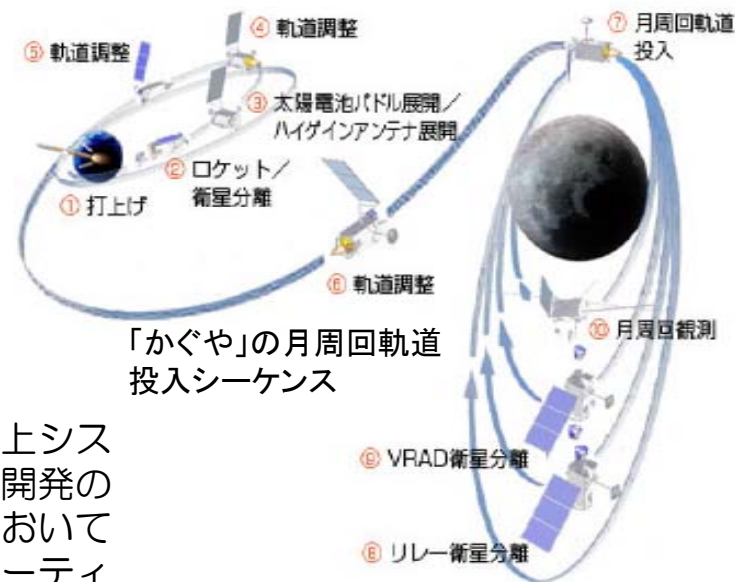 ① 打上げ
② ロケット／
衛星分離
③ 太陽電池パドル展開／
ハイゲインアンテナ展開
④ 軌道調整
⑤ 軌道調整
⑥ 軌道調整
⑦ 月周回軌道
投入
⑧ リレー衛星分離
⑨ VRAD衛星分離
⑩ 月周回観測
「かぐや」の月周回軌道
投入シーケンス
上シス
開発の
おいて
ーティ